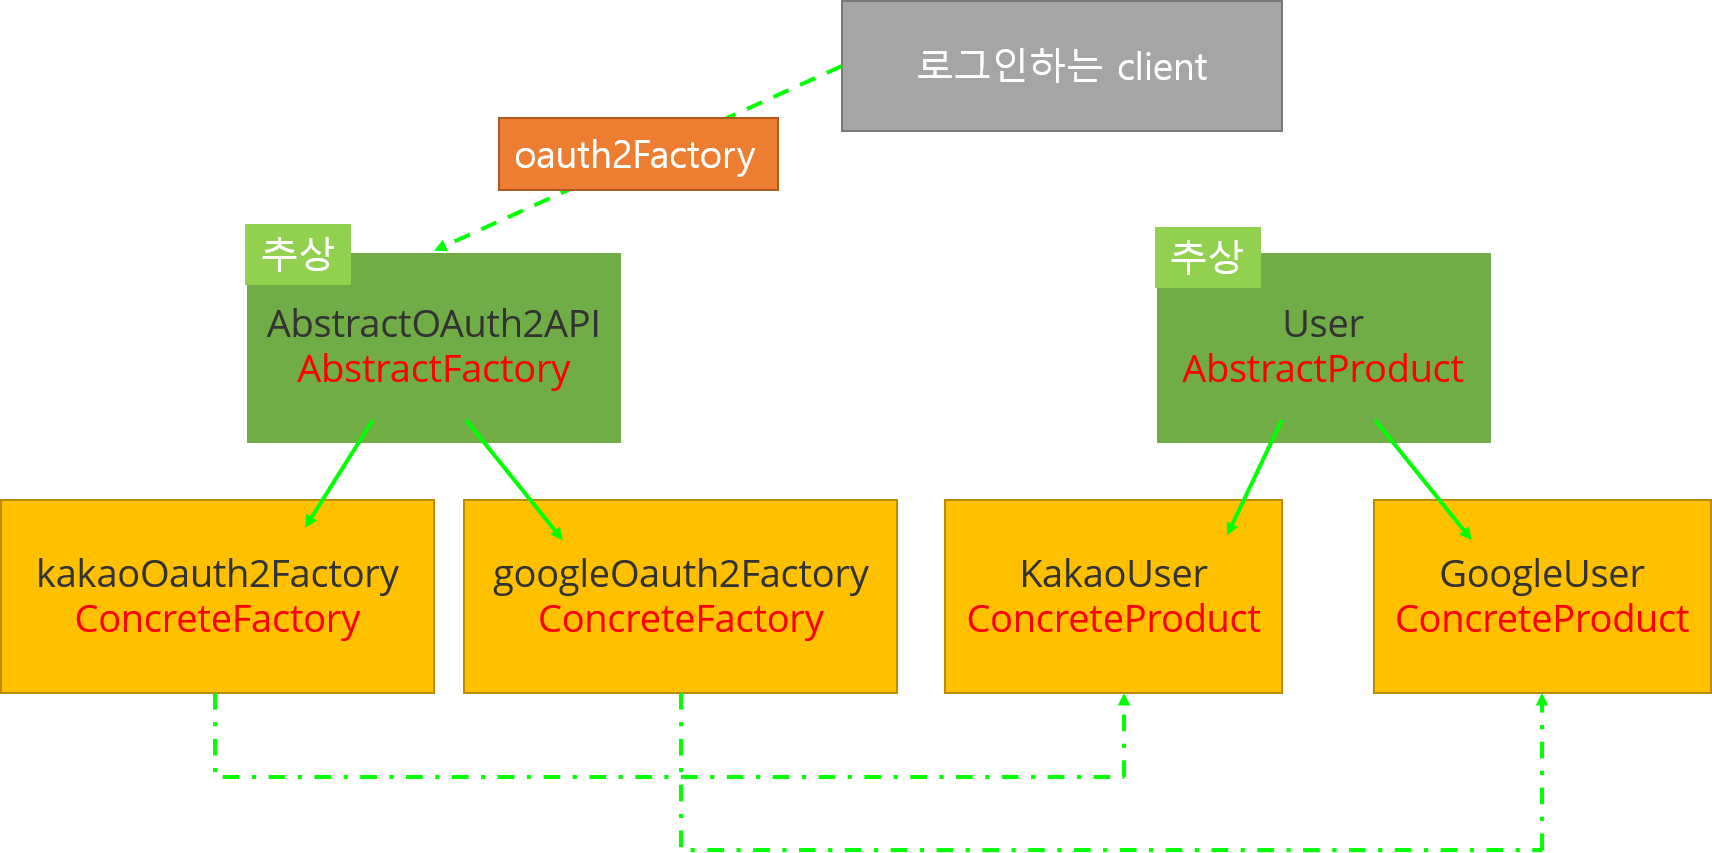 로그인하는 client
oauth2Factory
추상
AbstractOAuth2API
AbstractFactory
추상
User
AbstractProduct
kakaoOauth2Factory
ConcreteFactory
googleOauth2Factory
ConcreteFactory
KakaoUser
ConcreteProduct
GoogleUser
ConcreteProduct